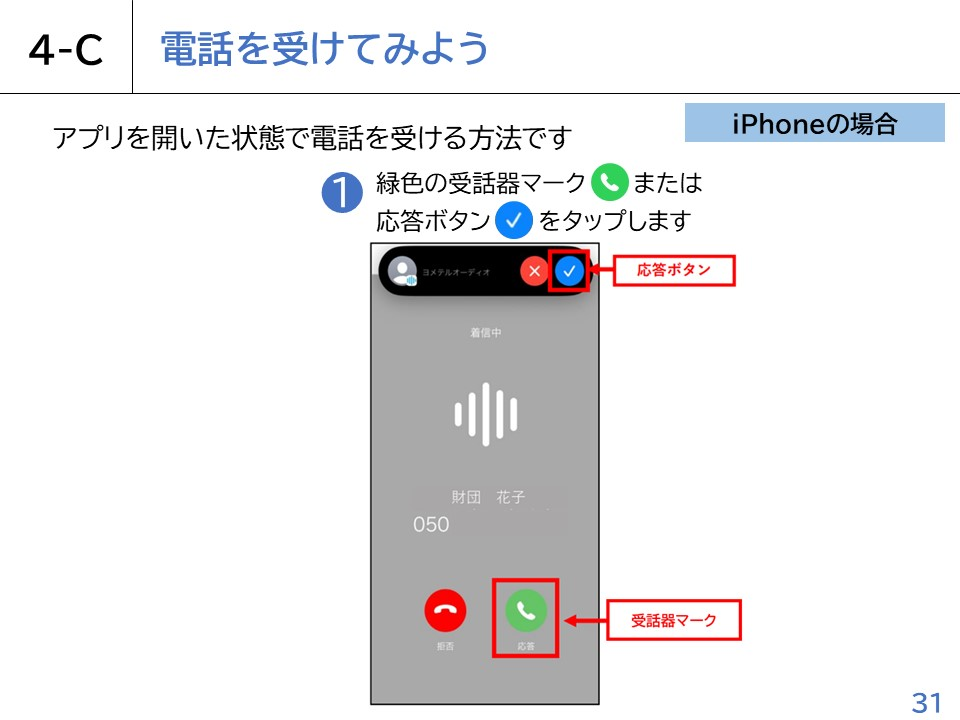 4-C
電話を受けてみよう
iPhoneの場合
アプリを開いた状態で電話を受ける方法です
1 緑色の受話器マーク または
応答ボタン をタップします
ヨメテルオーディオ
応答ボタン
着信中
財団　花子
050
拒否
応答
受話器マーク
31